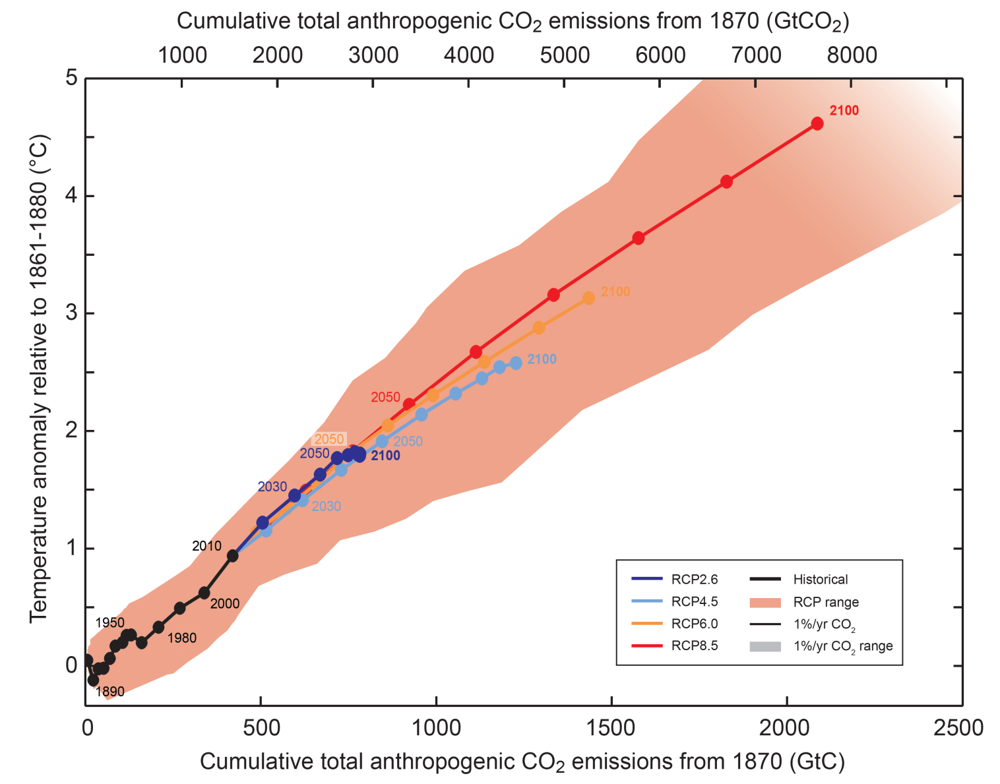 Cumulative total anthropogenic CO₂ emissions from 1870 (GtCO₂)
1000 2000 3000 4000 5000 6000 7000 8000
5
4
3
2
1
0
Temperature anomaly relative to 1861-1880 (°C)
2100
2100
2100
2050
2050
2050
2050
2100
2030
2030
2010
2000
1950
1980
1890
RCP2.6 Historical
RCP4.5 RCP range
RCP6.0 1%/yr CO₂
RCP8.5 1%/yr CO₂ range
0 500 1000 1500 2000 2500
Cumulative total anthropogenic CO₂ emissions from 1870 (GtC)